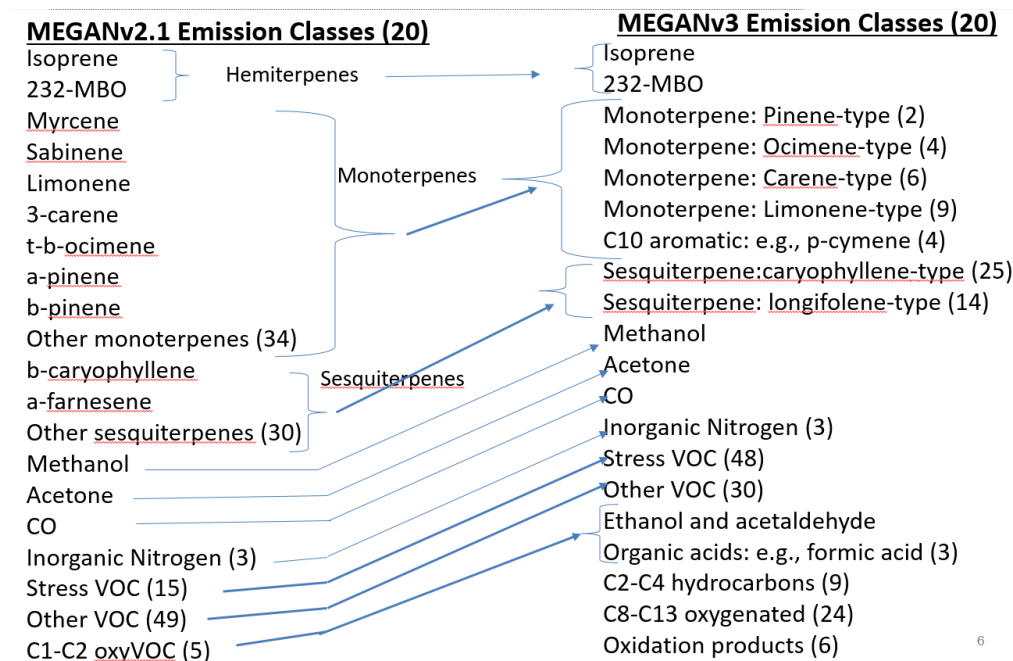 MEGANv2.1 Emission Classes (20)
Isoprene
232-MBO
Myrcene
Sabinene
Limonene
3-carene
t-b-ocimene
a-pinene
b-pinene
Other monoterpenes (34)
b-caryophyllene
a-farnesene
Other sesquiterpenes (30)
Methanol
Acetone
CO
Inorganic Nitrogen (3)
Stress VOC (15)
Other VOC (49)
C1-C2 oxyVOC (5)
Hemiterpenes
Monoterpenes
Sesquiterpenes
MEGANv3 Emission Classes (20)
Isoprene
232-MBO
Monoterpene: Pinene-type (2)
Monoterpene: Ocimene-type (4)
Monoterpene: Carene-type (6)
Monoterpene: Limonene-type (9)
C10 aromatic: e.g., p-cymene (4)
Sesquiterpene:caryophyllene-type (25)
Sesquiterpene: longifolene-type (14)
Methanol
Acetone
CO
Inorganic Nitrogen (3)
Stress VOC (48)
Other VOC (30)
Ethanol and acetaldehyde
Organic acids: e.g., formic acid (3)
C2-C4 hydrocarbons (9)
C8-C13 oxygenated (24)
Oxidation products (6)
6